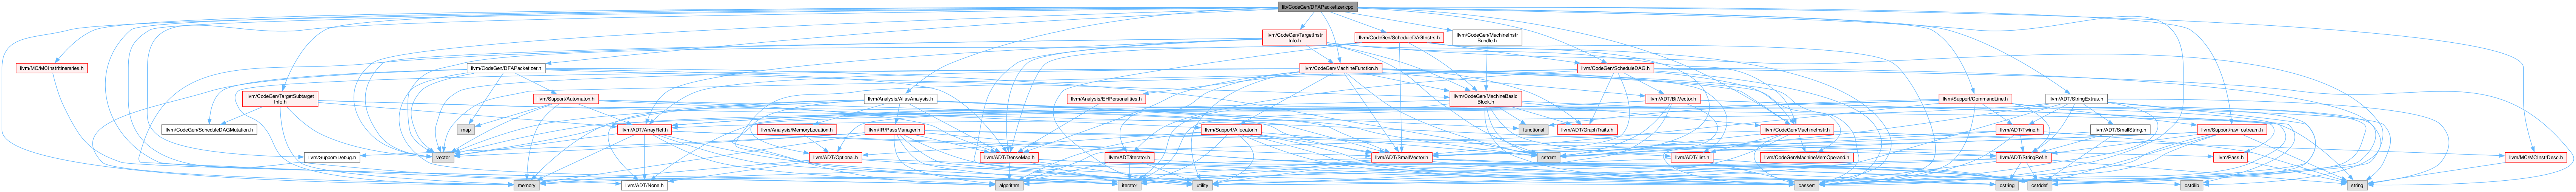 lib/CodeGen/DFAPacketizer.cpp
llvm/CodeGen/TargetInstr
Info.h
llvm/CodeGen/ScheduleDAGInstrs.h
llvm/CodeGen/MachineInstr
Bundle.h
llvm/MC/MCInstrItineraries.h
llvm/CodeGen/DFAPacketizer.h
llvm/CodeGen/MachineFunction.h
llvm/CodeGen/ScheduleDAG.h
llvm/CodeGen/TargetSubtarget
Info.h
llvm/Support/Automaton.h
llvm/Analysis/AliasAnalysis.h
llvm/Analysis/EHPersonalities.h
llvm/CodeGen/MachineBasic
Block.h
llvm/ADT/BitVector.h
llvm/Support/CommandLine.h
llvm/ADT/StringExtras.h
llvm/CodeGen/ScheduleDAGMutation.h
map
llvm/ADT/ArrayRef.h
llvm/Analysis/MemoryLocation.h
llvm/IR/PassManager.h
llvm/Support/Allocator.h
functional
llvm/ADT/GraphTraits.h
llvm/CodeGen/MachineInstr.h
llvm/ADT/Twine.h
llvm/ADT/SmallString.h
llvm/Support/raw_ostream.h
llvm/Support/Debug.h
vector
llvm/ADT/Optional.h
llvm/ADT/DenseMap.h
llvm/ADT/iterator.h
llvm/ADT/SmallVector.h
cstdint
llvm/ADT/ilist.h
llvm/CodeGen/MachineMemOperand.h
llvm/ADT/StringRef.h
llvm/Pass.h
llvm/MC/MCInstrDesc.h
memory
llvm/ADT/None.h
algorithm
iterator
utility
cassert
cstring
cstddef
cstdlib
string